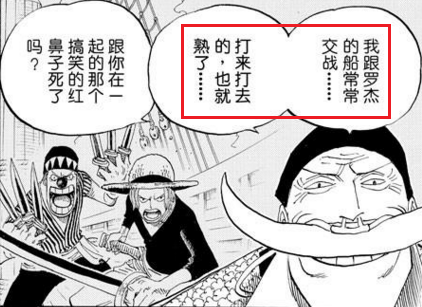 我跟罗杰
的船常常
交战……
打来打去
的，也就
熟了……
跟你在一
起的那个
搞笑的红
鼻子死了
吗？